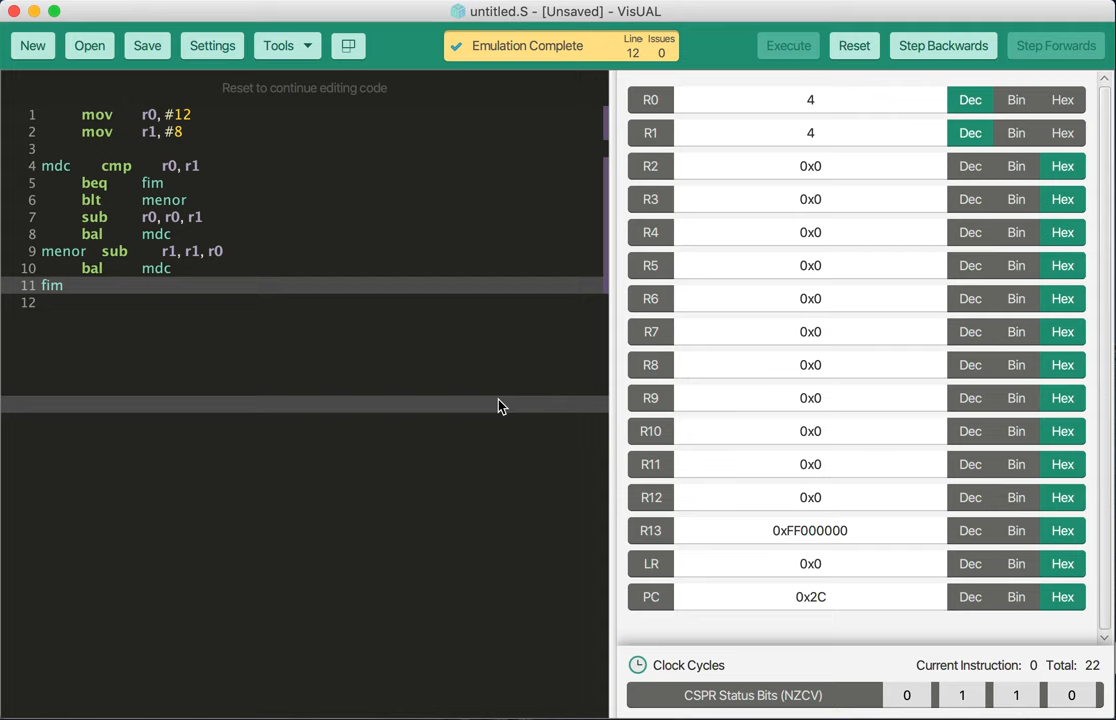 untitled.S - [Unsaved] - VisUAL
New Open Save Settings Tools Emulation Complete Line Issues 12 0 Execute Reset Step Backwards Step Forwards
Reset to continue editing code
1 mov r0, #12
2 mov r1, #8
3
4 mdc cmp r0, r1
5 beq fim
6 blt menor
7 sub r0, r0, r1
8 bal mdc
9 menor sub r1, r1, r0
10 bal mdc
11 fim
12
R0 4 Dec Bin Hex
R1 4 Dec Bin Hex
R2 0x0 Dec Bin Hex
R3 0x0 Dec Bin Hex
R4 0x0 Dec Bin Hex
R5 0x0 Dec Bin Hex
R6 0x0 Dec Bin Hex
R7 0x0 Dec Bin Hex
R8 0x0 Dec Bin Hex
R9 0x0 Dec Bin Hex
R10 0x0 Dec Bin Hex
R11 0x0 Dec Bin Hex
R12 0x0 Dec Bin Hex
R13 0xFF000000 Dec Bin Hex
LR 0x0 Dec Bin Hex
PC 0x2C Dec Bin Hex
Clock Cycles Current Instruction: 0 Total: 22
CSPR Status Bits (NZCV) 0 1 1 0